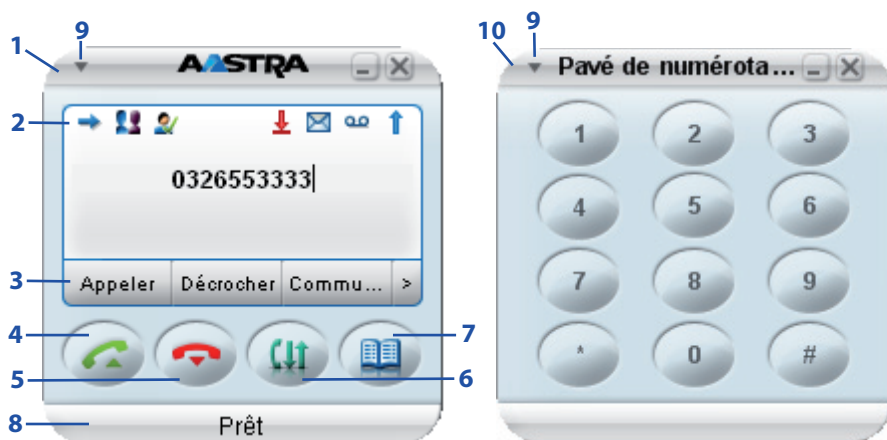 9
1
AASTRA
2
0326553333
3
Appeler Décrocher Commu... >
4
7
5
6
8
Prêt
10
9
Pavé de numérota...
1 2 3
4 5 6
7 8 9
* 0 #